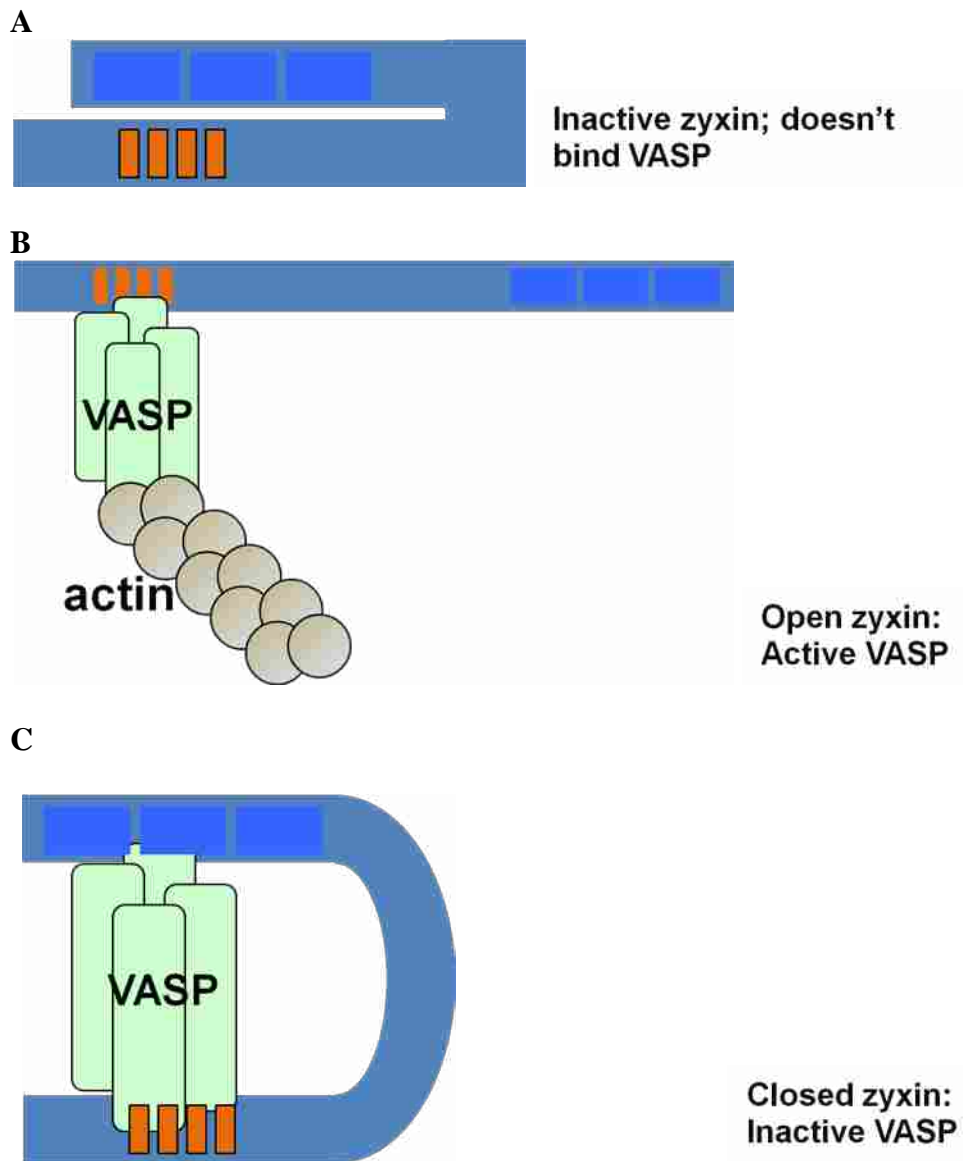 A
Inactive zyxin; doesn't
bind VASP
B
VASP
actin
Open zyxin:
Active VASP
C
VASP
Closed zyxin:
Inactive VASP